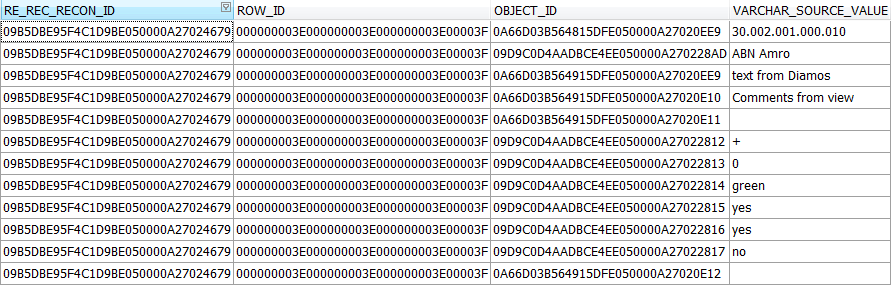 RE_REC_RECON_ID ROW_ID OBJECT_ID VARCHAR_SOURCE_VALUE
09B5DBE95F4C1D9BE050000A27024679 000000003E000000003E000000003E00003F 0A66D03B564815DFE050000A27020EE9 30.002.001.000.010
09B5DBE95F4C1D9BE050000A27024679 000000003E000000003E000000003E00003F 09D9C0D4AADBCE4EE050000A270228AD ABN Amro
09B5DBE95F4C1D9BE050000A27024679 000000003E000000003E000000003E00003F 0A66D03B564915DFE050000A27020EE9 text from Diamos
09B5DBE95F4C1D9BE050000A27024679 000000003E000000003E000000003E00003F 0A66D03B564915DFE050000A27020E10 Comments from view
09B5DBE95F4C1D9BE050000A27024679 000000003E000000003E000000003E00003F 0A66D03B564915DFE050000A27020E11
09B5DBE95F4C1D9BE050000A27024679 000000003E000000003E000000003E00003F 09D9C0D4AADBCE4EE050000A27022812 +
09B5DBE95F4C1D9BE050000A27024679 000000003E000000003E000000003E00003F 09D9C0D4AADBCE4EE050000A27022813 0
09B5DBE95F4C1D9BE050000A27024679 000000003E000000003E000000003E00003F 09D9C0D4AADBCE4EE050000A27022814 green
09B5DBE95F4C1D9BE050000A27024679 000000003E000000003E000000003E00003F 09D9C0D4AADBCE4EE050000A27022815 yes
09B5DBE95F4C1D9BE050000A27024679 000000003E000000003E000000003E00003F 09D9C0D4AADBCE4EE050000A27022816 yes
09B5DBE95F4C1D9BE050000A27024679 000000003E000000003E000000003E00003F 09D9C0D4AADBCE4EE050000A27022817 no
09B5DBE95F4C1D9BE050000A27024679 000000003E000000003E000000003E00003F 0A66D03B564915DFE050000A27020E12